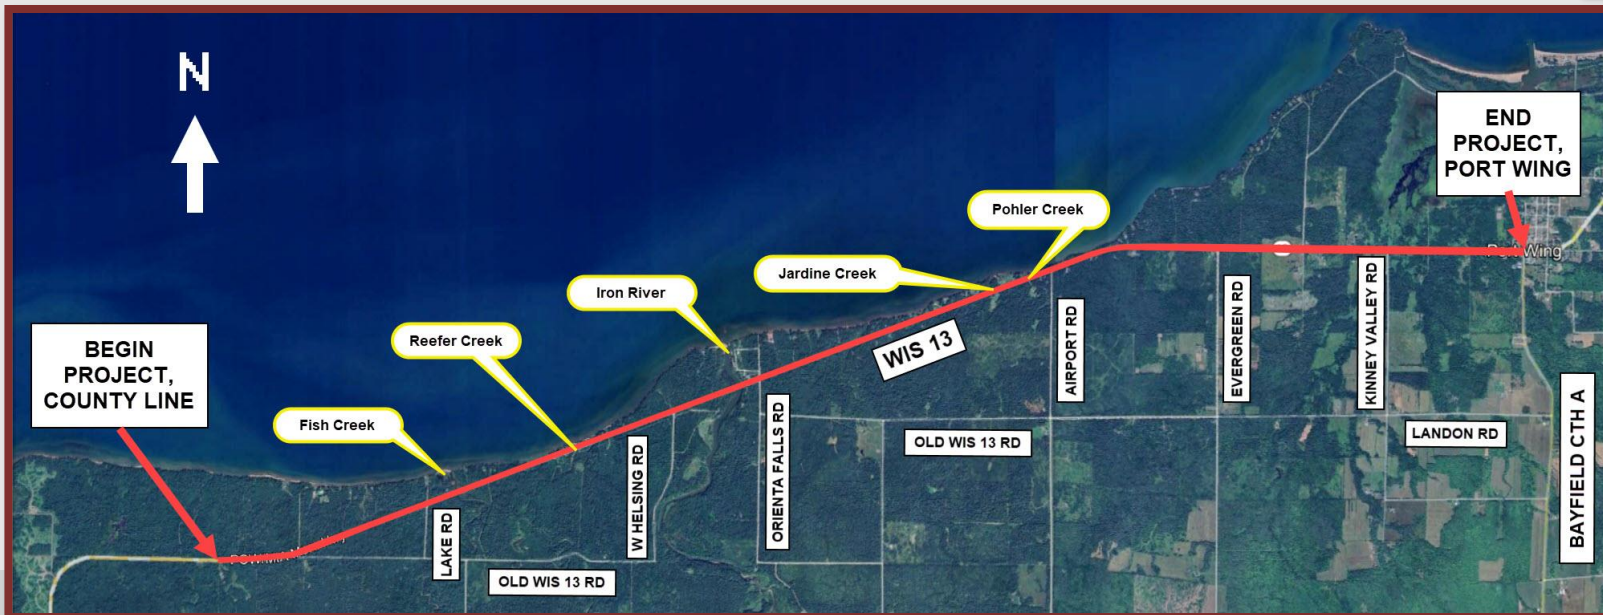 N
END
PROJECT,
PORT WING
Pohler Creek
Port Wing
Jardine Creek
Iron River
BEGIN
PROJECT,
COUNTY LINE
Reefer Creek
WIS 13
AIRPORT RD
EVERGREEN RD
KINNEY VALLEY RD
Fish Creek
W HELSING RD
ORIENTA FALLS RD
OLD WIS 13 RD
LANDON RD
BAYFIELD CTH A
LAKE RD
OLD WIS 13 RD